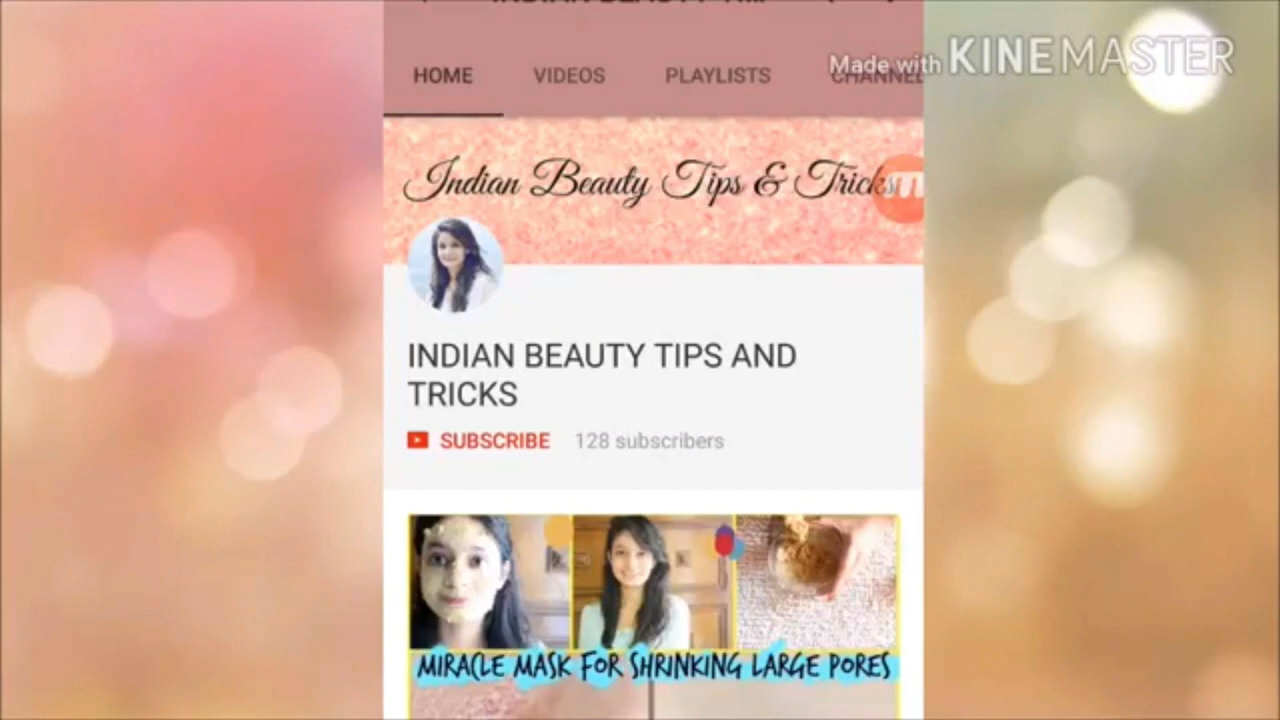 Made with KINEMASTER
HOME VIDEOS PLAYLISTS CHANNEL
Indian Beauty Tips & Tricks
INDIAN BEAUTY TIPS AND
TRICKS
SUBSCRIBE 128 subscribers
MIRACLE MASK FOR SHRINKING LARGE PORES